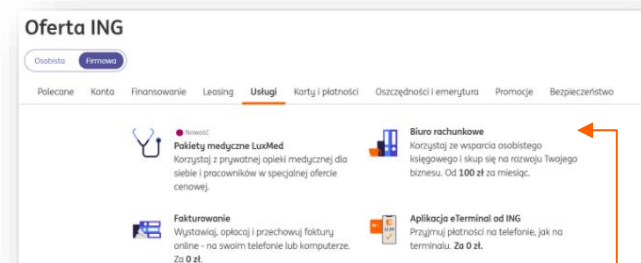 Oferta ING
Osobista Firmowa
Polecane Konta Finansowanie Leasing Usługi Karty i płatności Oszczędności i emerytura Promocje Bezpieczeństwo
Nowość
Pakiety medyczne LuxMed
Korzystaj z prywatnej opieki medycznej dla
siebie i pracowników w specjalnej ofercie
cenowej.
Biuro rachunkowe
Korzystaj ze wsparcia osobistego
księgowego i skup się na rozwoju Twojego
biznesu. Od 100 zł za miesiąc.
Fakturowanie
Wystawiaj, opłacaj i przechowuj faktury
online - na swoim telefonie lub komputerze.
Za 0 zł.
Aplikacja eTerminal od ING
Przyjmuj płatności na telefonie, jak na
terminalu. Za 0 zł.